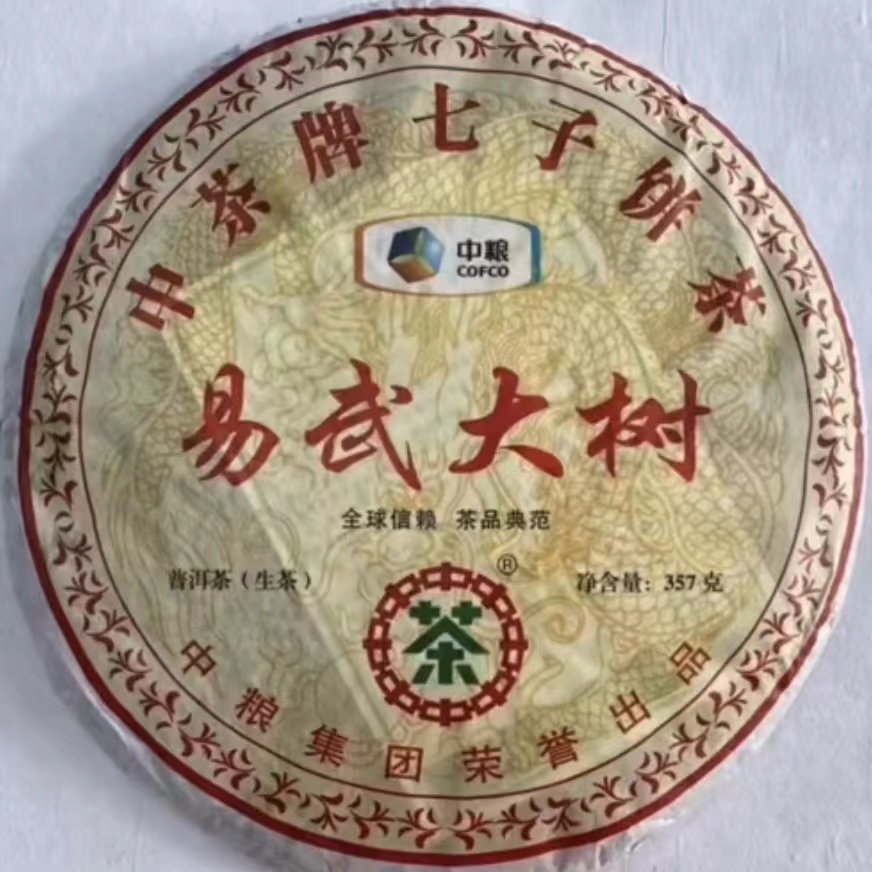 中茶牌七子饼茶
中粮
COFCO
易武大树
全球信赖 茶品典范
普洱茶（生茶）
净含量：357克
®
茶
中粮集团荣誉出品